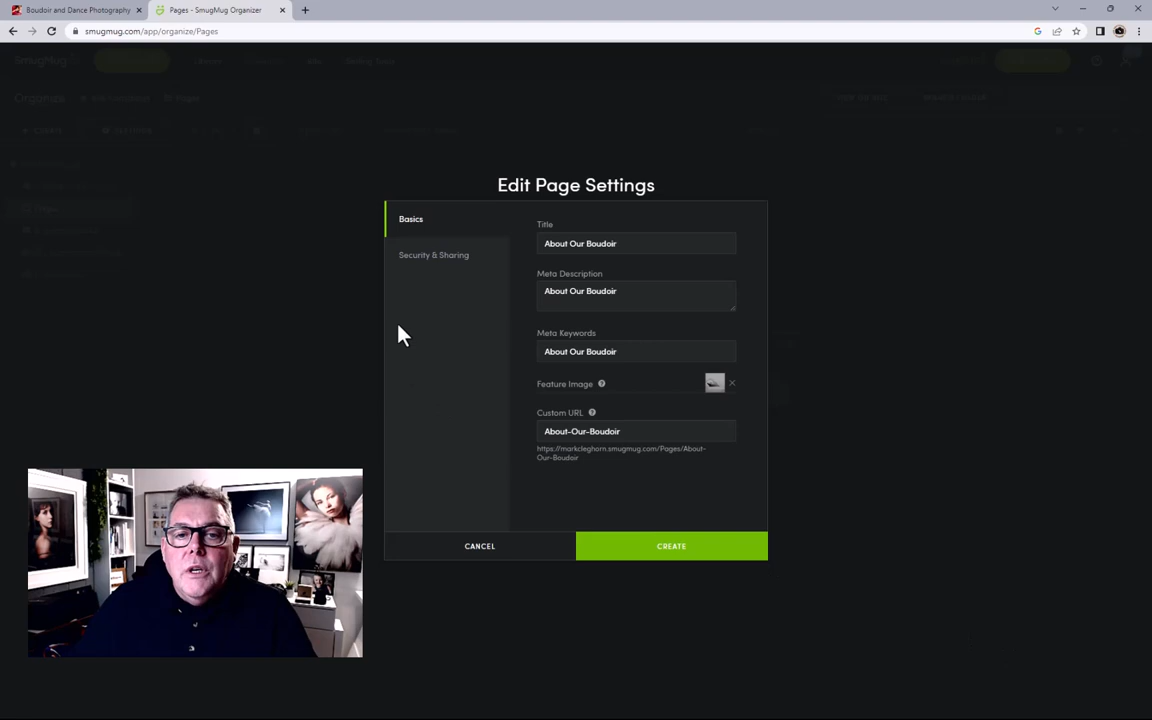 Boudoir and Dance Photography
Pages - SmugMug Organizer
smugmug.com/app/organize/Pages
SmugMug
Organize
Pages
Edit Page Settings
Basics
Security & Sharing
Title
About Our Boudoir
Meta Description
About Our Boudoir
Meta Keywords
About Our Boudoir
Feature Image
Custom URL
About-Our-Boudoir
https://markcleghorn.smugmug.com/Pages/About-
Our-Boudoir
CANCEL
CREATE